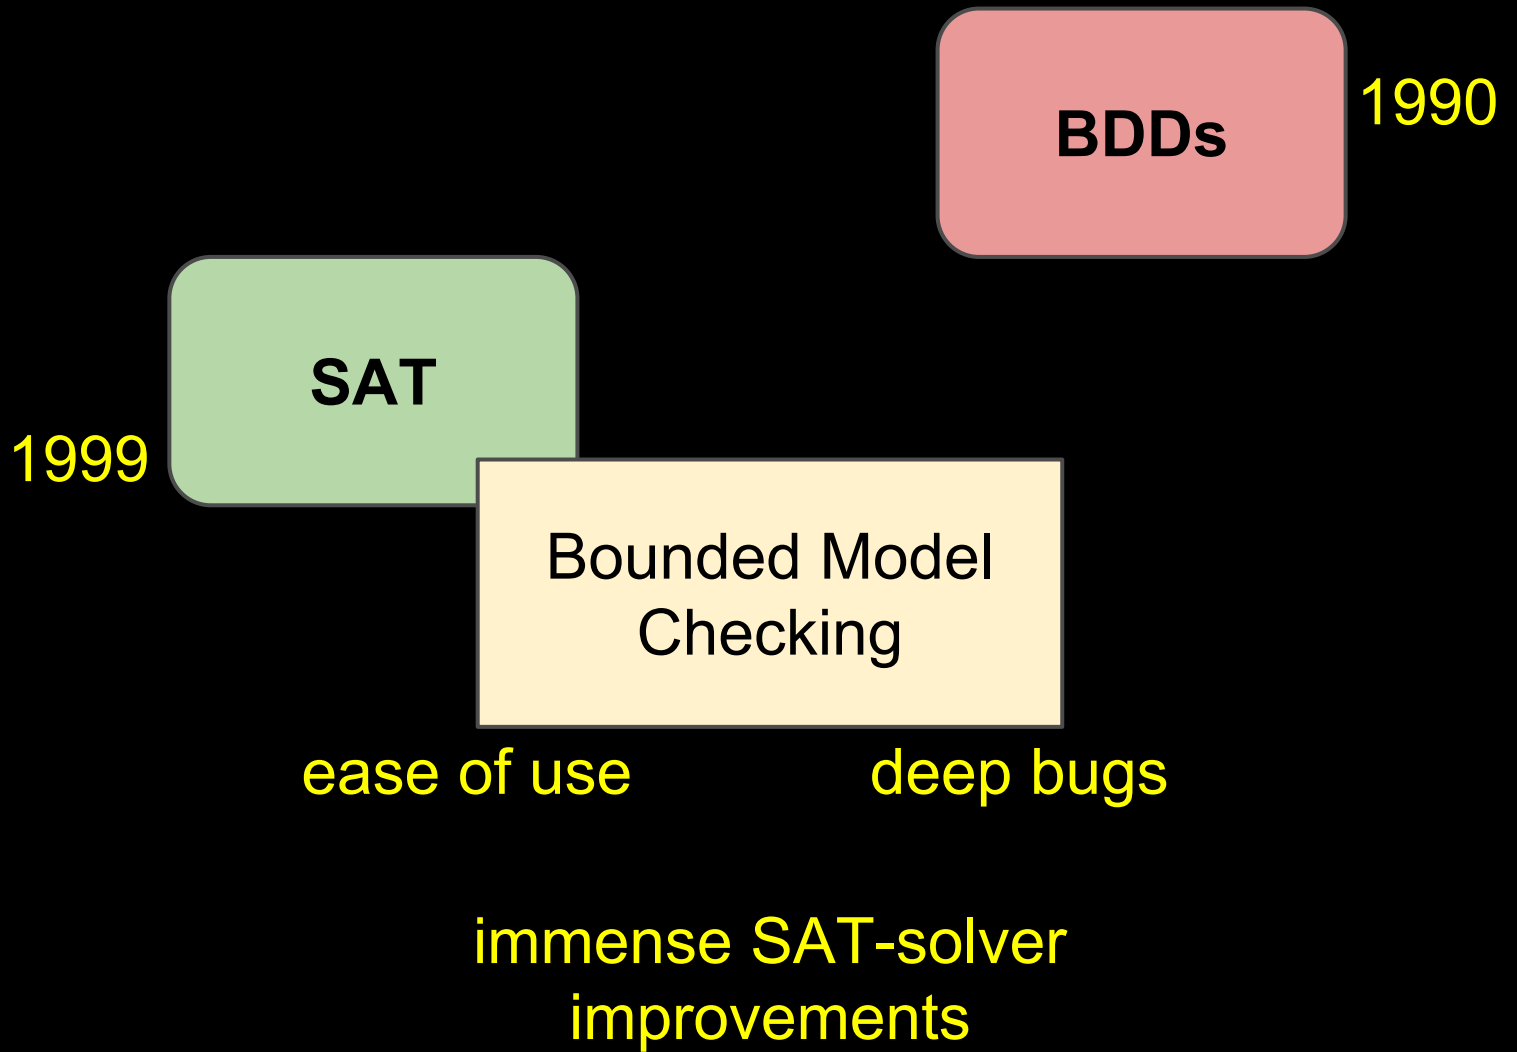 BDDs
1990
SAT
1999
Bounded Model
Checking
ease of use
deep bugs
immense SAT-solver
improvements